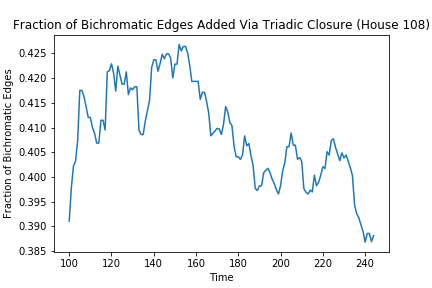 Fraction of Bichromatic Edges Added Via Triadic Closure (House 108)
Fraction of Bichromatic Edges
0.425
0.420
0.415
0.410
0.405
0.400
0.395
0.390
0.385
100 120 140 160 180 200 220 240
Time